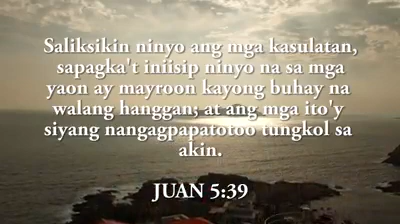 Saliksikin ninyo ang mga kasulatan,
sapagka't iniisip ninyo na sa mga
yaon ay mayroon kayong buhay na
walang hanggan; at ang mga ito'y
siyang nangagpapatotoo tungkol sa
akin.
JUAN 5:39